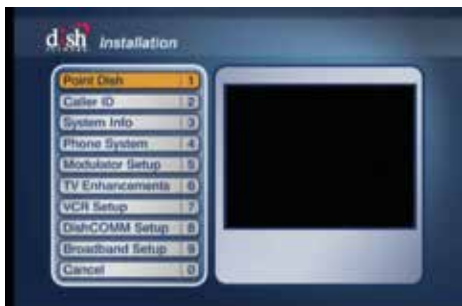 dish Installation
NETWORK
Point Dish 1
Caller ID 2
System Info 3
Phone System 4
Modulator Setup 5
TV Enhancements 6
VCR Setup 7
DishCOMM Setup 8
Broadband Setup 9
Cancel 0